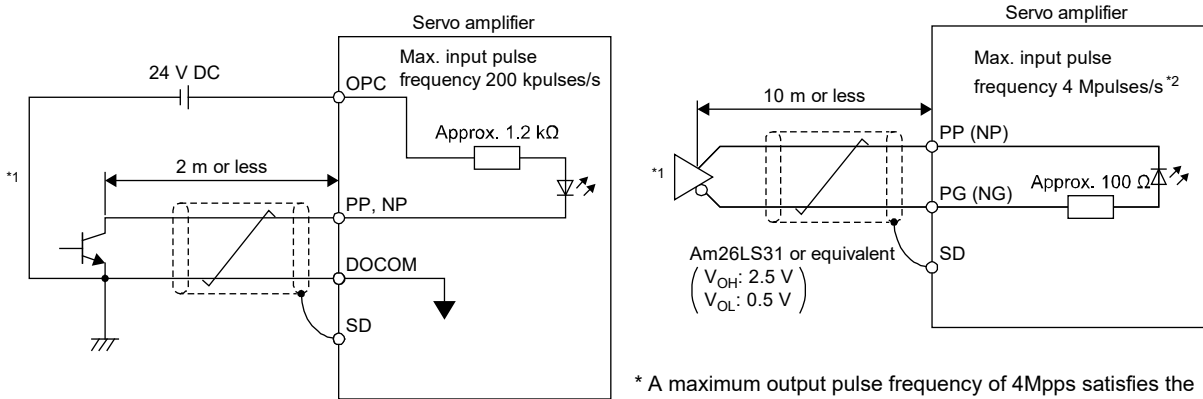 Servo amplifier
Max. input pulse
frequency 200 kpulses/s
24 V DC
OPC
Approx. 1.2 kΩ
2 m or less
*1
PP, NP
DOCOM
SD
Servo amplifier
Max. input pulse
frequency 4 Mpulses/s *2
10 m or less
PP (NP)
*1
PG (NG)
Approx. 100 Ω
Am26LS31 or equivalent
SD
VOH: 2.5 V
VOL: 0.5 V
* A maximum output pulse frequency of 4Mpps satisfies the